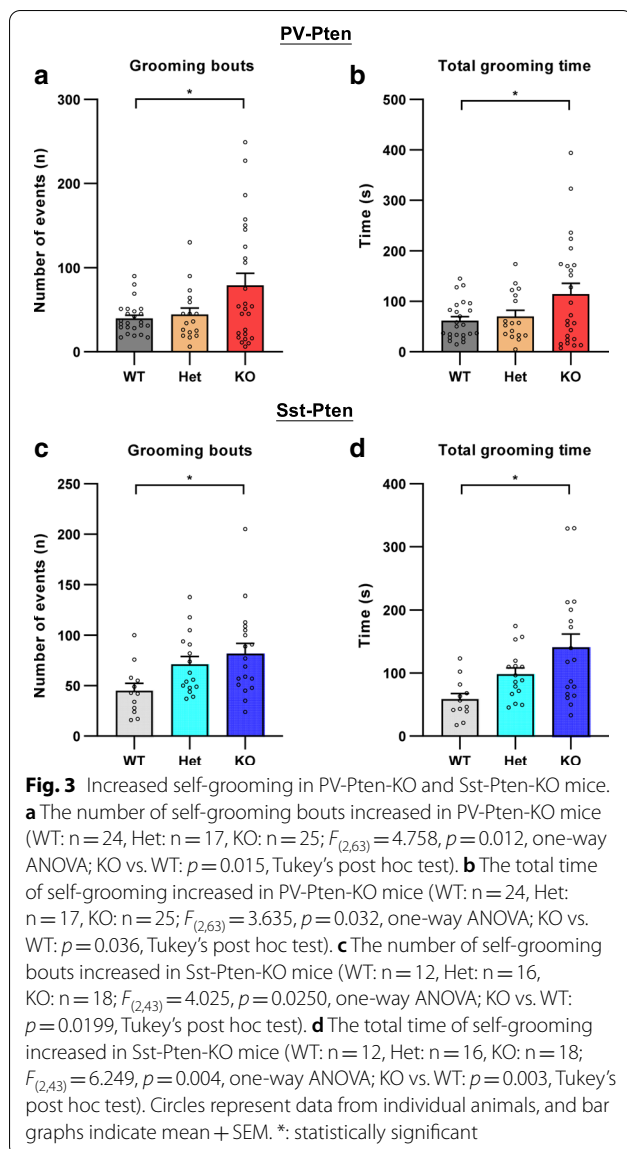 PV-Pten
a
Grooming bouts
Number of events (n)
300
200
100
0
*
WT Het KO
b
Total grooming time
Time (s)
500
400
300
200
100
0
*
WT Het KO
Sst-Pten
c
Grooming bouts
Number of events (n)
250
200
150
100
50
0
*
WT Het KO
d
Total grooming time
Time (s)
400
300
200
100
0
*
WT Het KO
Fig. 3 Increased self-grooming in PV-Pten-KO and Sst-Pten-KO mice.
a The number of self-grooming bouts increased in PV-Pten-KO mice
(WT: n = 24, Het: n = 17, KO: n = 25; F(2,63) = 4.758, p = 0.012, one-way
ANOVA; KO vs. WT: p = 0.015, Tukey's post hoc test). b The total time
of self-grooming increased in PV-Pten-KO mice (WT: n = 24, Het:
n = 17, KO: n = 25; F(2,63) = 3.635, p = 0.032, one-way ANOVA; KO vs.
WT: p = 0.036, Tukey's post hoc test). c The number of self-grooming
bouts increased in Sst-Pten-KO mice (WT: n = 12, Het: n = 16,
KO: n = 18; F(2,43) = 4.025, p = 0.0250, one-way ANOVA; KO vs. WT:
p = 0.0199, Tukey's post hoc test). d The total time of self-grooming
increased in Sst-Pten-KO mice (WT: n = 12, Het: n = 16, KO: n = 18;
F(2,43) = 6.249, p = 0.004, one-way ANOVA; KO vs. WT: p = 0.003, Tukey's
post hoc test). Circles represent data from individual animals, and bar
graphs indicate mean + SEM. *: statistically significant